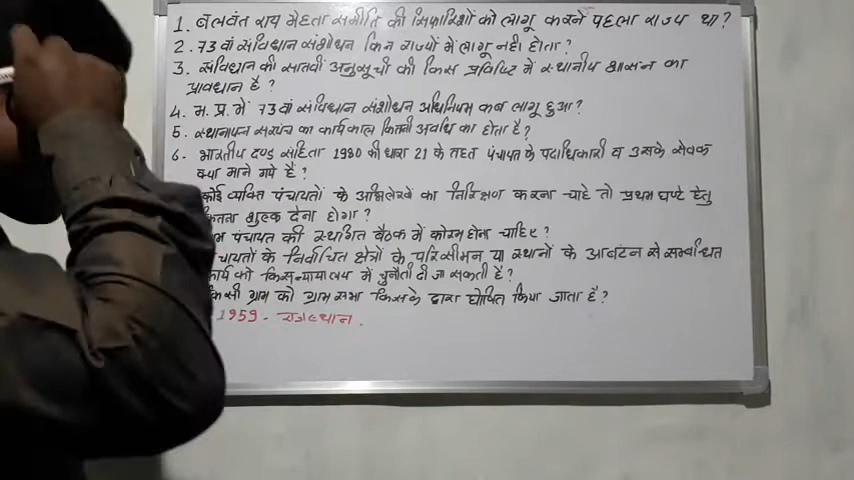 1. बलवंत राय मेहता समीति की सिफारिशों को लागू करने पहला राज्य था?
2. 73 वां संविधान संशोधन किन राज्यों में लागू नही होता?
3. संविधान की सातवीं अनुसूची की किस प्रविष्टि में स्थानीय शासन का
प्रावधान है?
4. म.प्र. में 73वां संविधान संशोधन अधिनियम कब लागू हुआ?
5. स्थानापन्न सरपंच का कार्यकाल कितनी अवधि का होता है?
6. भारतीय दण्ड संहिता 1980 की धारा 21 के तहत पंचायत के पदाधिकारी व उसके सेवक
क्या माने गये है?
कोई व्यक्ति पंचायतों के अभिलेखों का निरिक्षण करना चाहे तो प्रथम घण्टे हेतु
कितना शुल्क देना होगा?
पंचायत की स्थगित बैठक में कोरम होना चाहिए?
चायतों के निर्वाचित क्षेत्रों के परिसीमन या स्थानों के आबंटन से सम्बन्धित
कार्य को किस न्यायालय में चुनौती दी जा सकती है?
किसी ग्राम को ग्राम सभा किसके द्वारा घोषित किया जाता है?
1959 - राजस्थान.